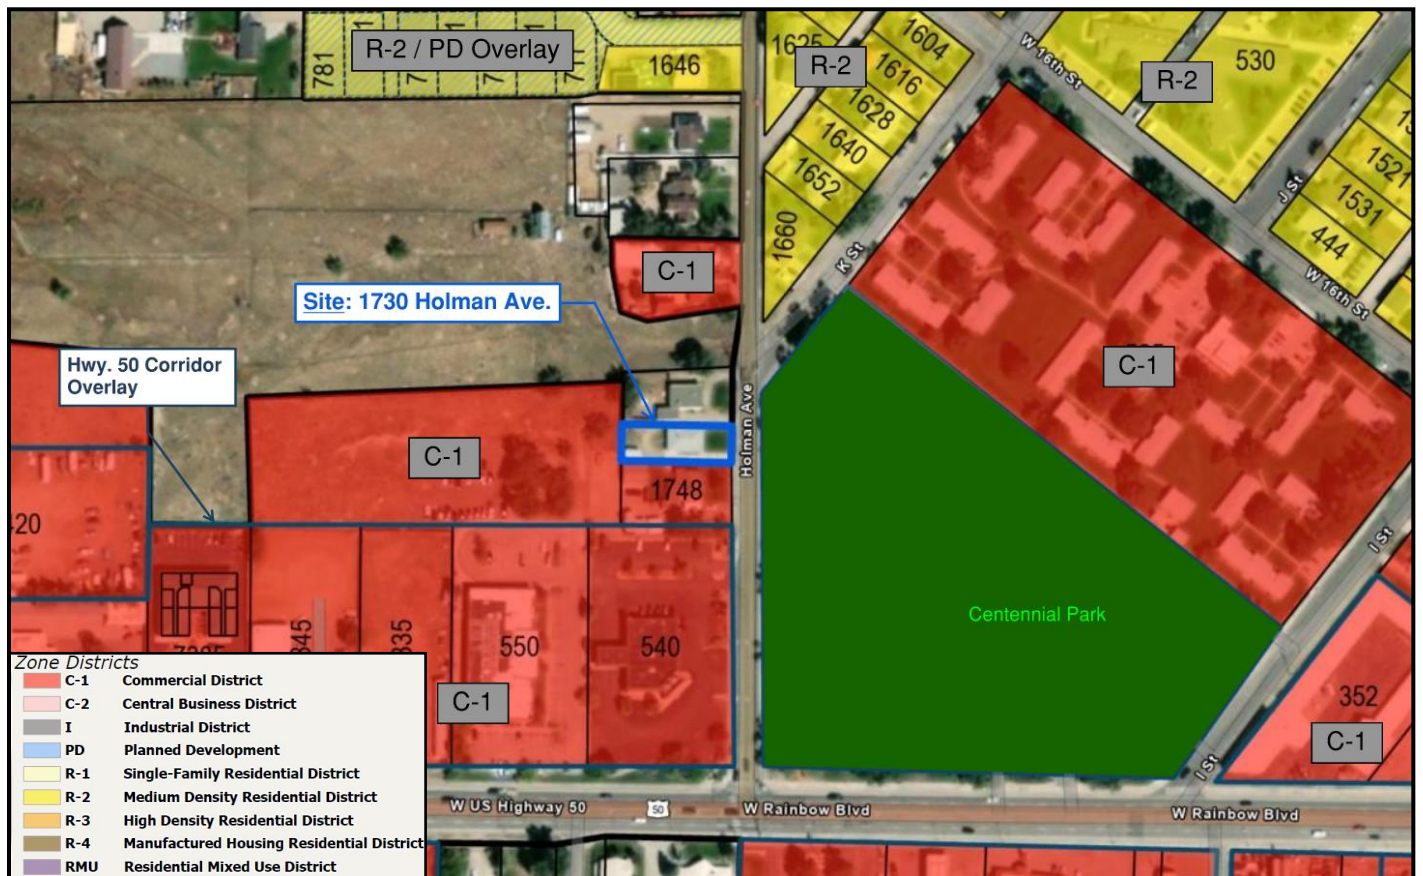 R-2 / PD Overlay
781
1646
1625
R-2
1604
1616
1628
1640
1652
1660
W 16th St
R-2
530
1521
1531
444
J St
W 16th St
K St
C-1
Site: 1730 Holman Ave.
Hwy. 50 Corridor
Overlay
C-1
Holman Ave
C-1
1748
420
I St
Centennial Park
345
335
550
540
C-1
352
C-1
I St
Zone Districts
C-1 Commercial District
C-2 Central Business District
I Industrial District
PD Planned Development
R-1 Single-Family Residential District
R-2 Medium Density Residential District
R-3 High Density Residential District
R-4 Manufactured Housing Residential District
RMU Residential Mixed Use District
W US Highway 50
50
W Rainbow Blvd
W Rainbow Blvd